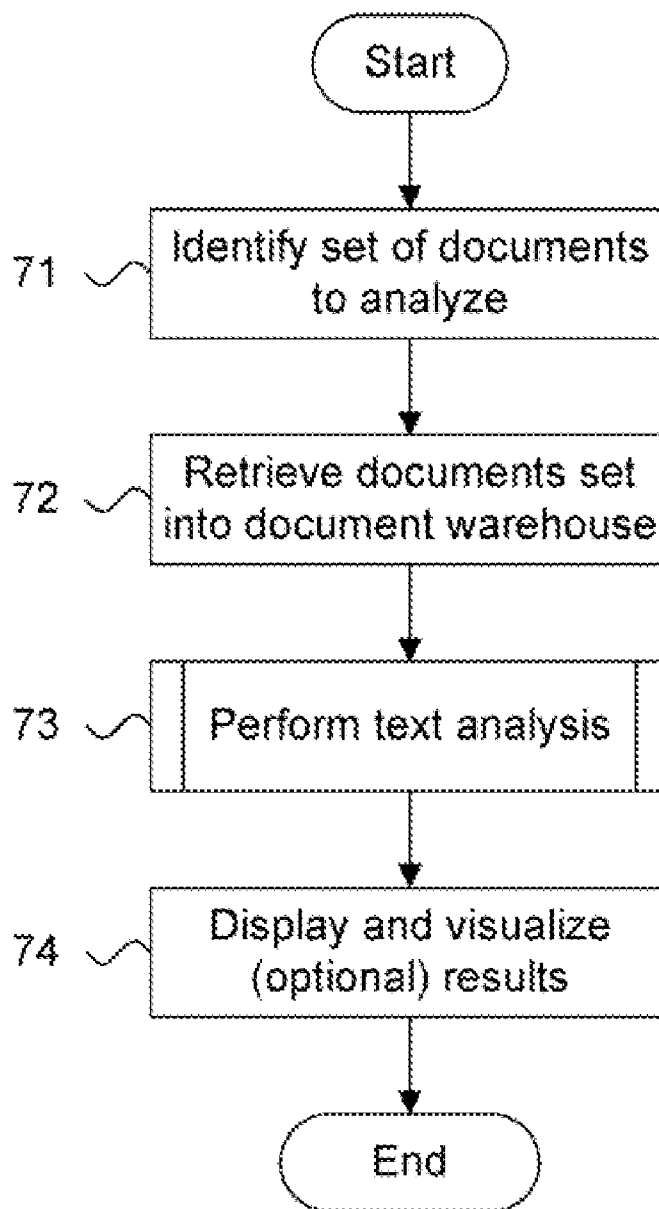 Start
71
Identify set of documents
to analyze
72
Retrieve documents set
into document warehouse
73
Perform text analysis
74
Display and visualize
(optional) results
End